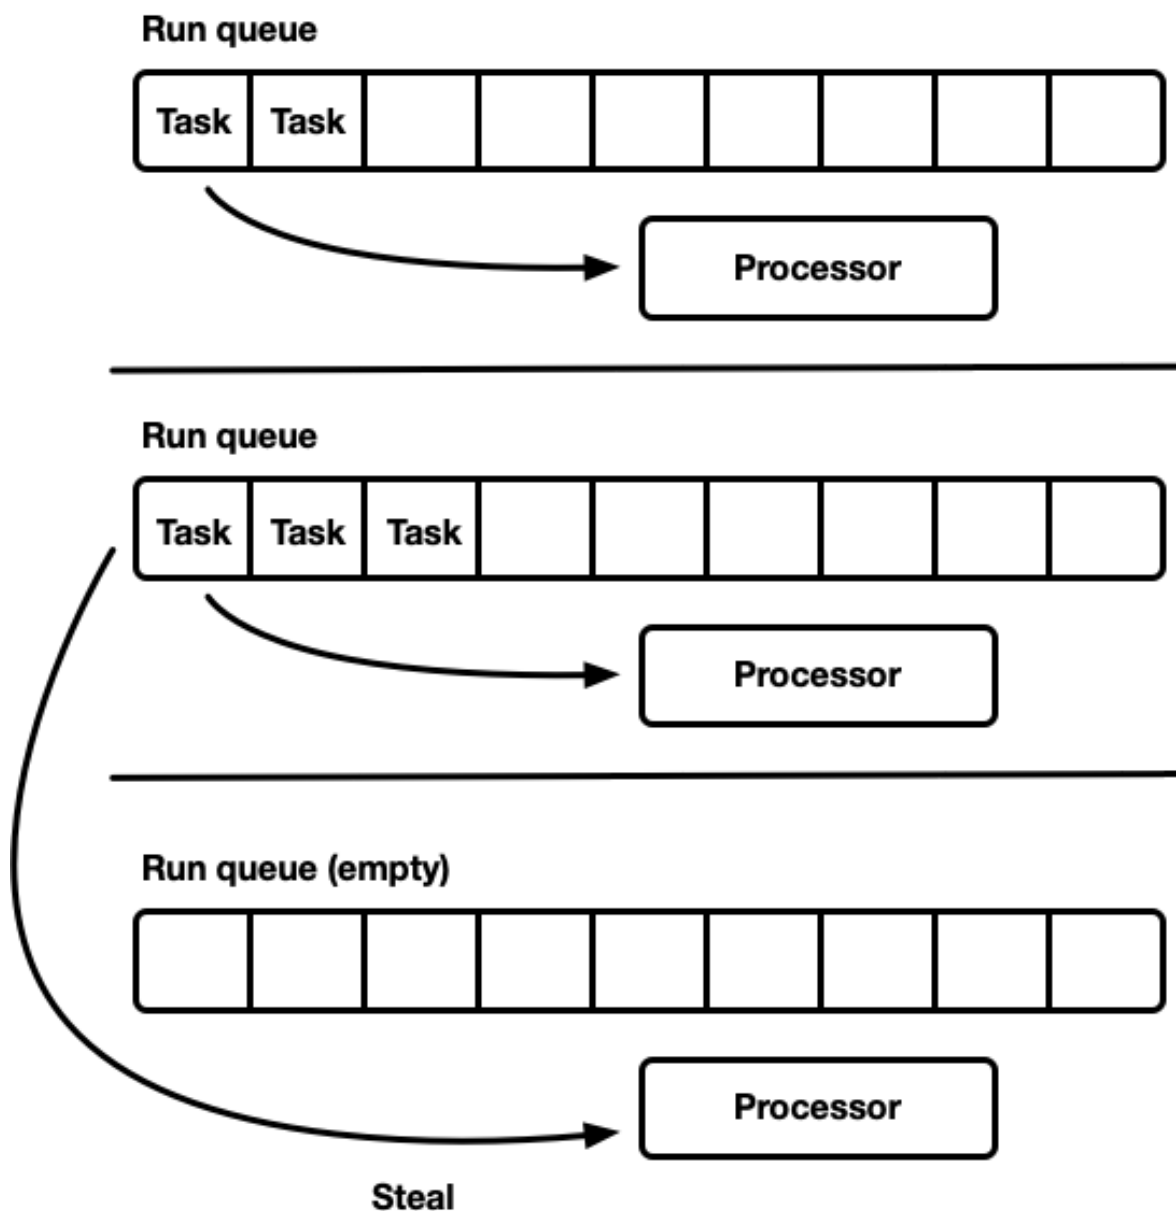 Run queue
Task Task
Processor
Run queue
Task Task Task
Processor
Run queue (empty)
Processor
Steal